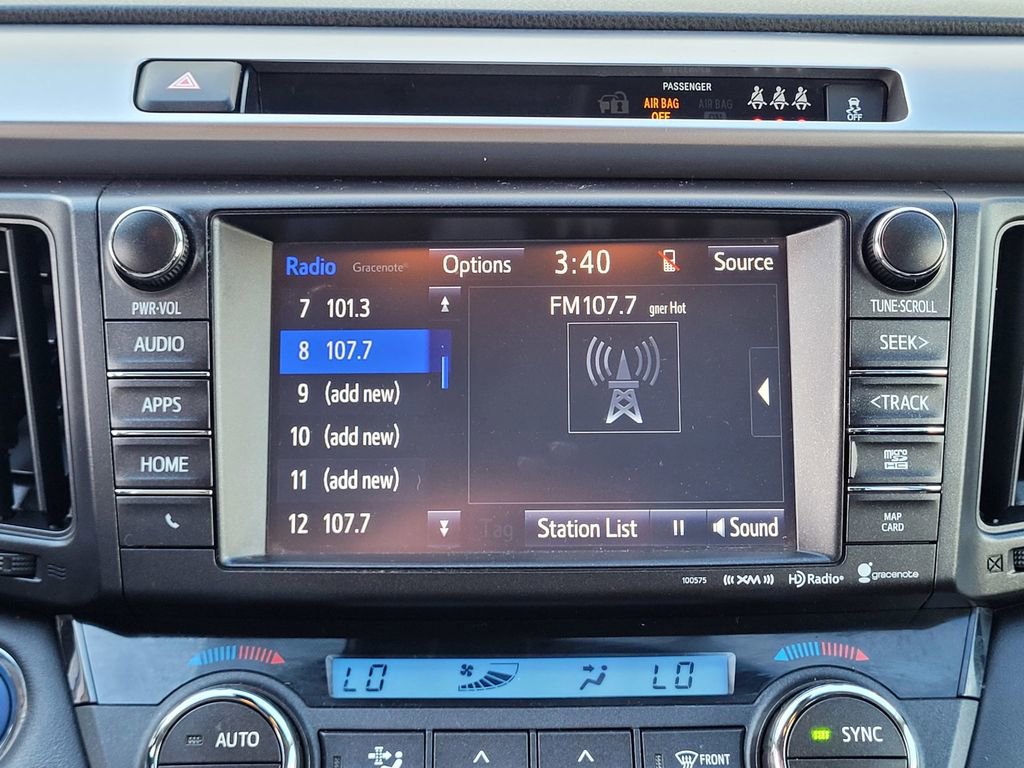 PASSENGER
AIR BAG OFF AIR BAG OFF
PWR·VOL
AUDIO
APPS
HOME
Radio Gracenote® Options 3:40 Source
7 101.3
8 107.7
9 (add new)
10 (add new)
11 (add new)
12 107.7
FM107.7 gner Hot
Tag Station List Sound
TUNE·SCROLL
SEEK>
<TRACK
micro HC
MAP CARD
100575 ((XM)) HD Radio® gracenote
LO LO
AUTO
SYNC
FRONT